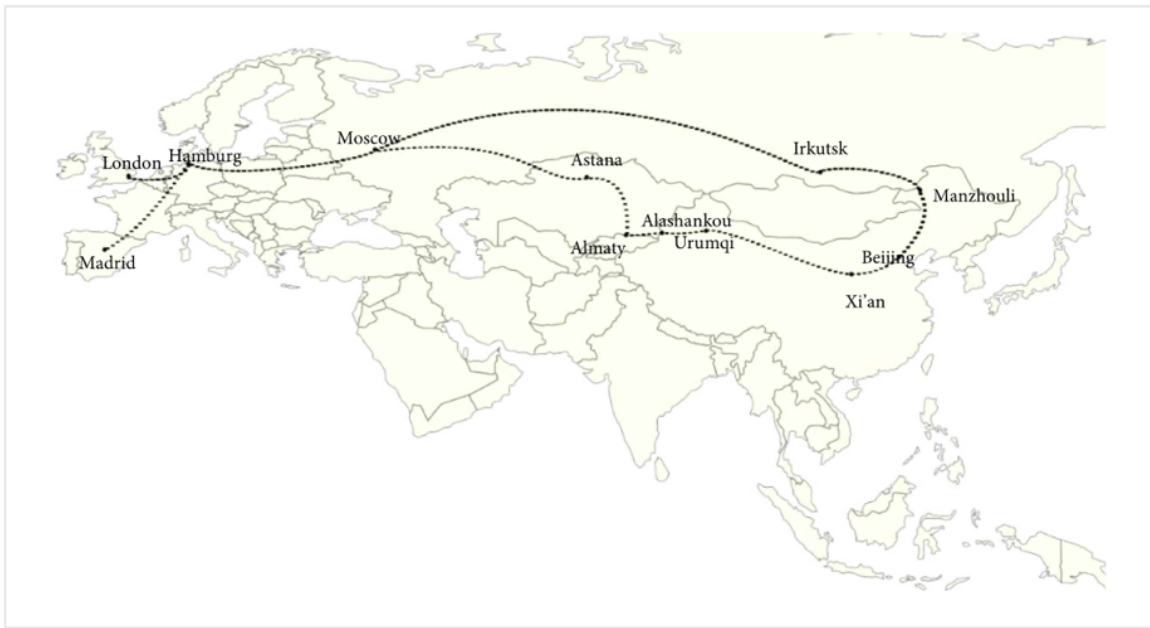 Moscow
Irkutsk
London
Hamburg
Astana
Manzhouli
Alashankou
Urumqi
Almaty
Madrid
Beijing
Xi'an